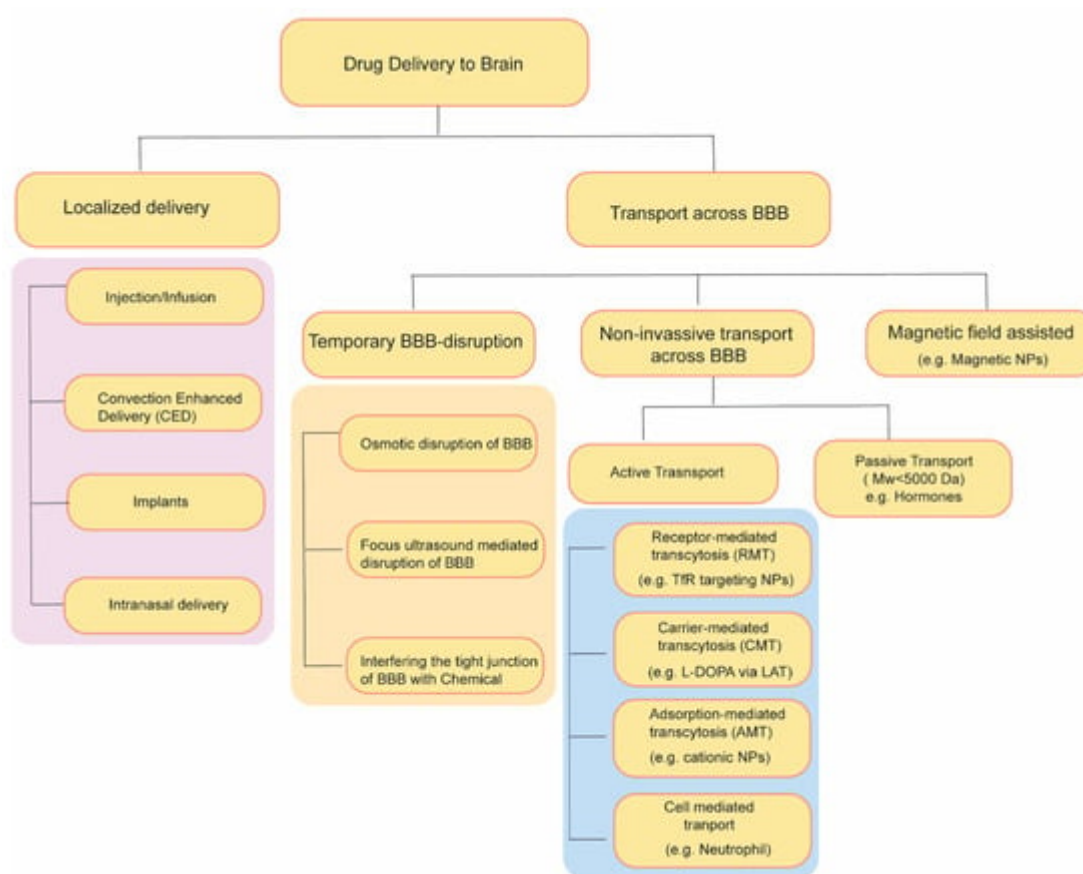 Drug Delivery to Brain
Localized delivery
Transport across BBB
Injection/Infusion
Convection Enhanced
Delivery (CED)
Implants
Intranasal delivery
Temporary BBB-disruption
Non-invassive transport
across BBB
Magnetic field assisted
(e.g. Magnetic NPs)
Osmotic disruption of BBB
Focus ultrasound mediated
disruption of BBB
Interfering the tight junction
of BBB with Chemical
Active Trasnsport
Passive Transport
( Mw<5000 Da)
e.g. Hormones
Receptor-mediated
transcytosis (RMT)
(e.g. TfR targeting NPs)
Carrier-mediated
transcytosis (CMT)
(e.g. L-DOPA via LAT)
Adsorption-mediated
transcytosis (AMT)
(e.g. cationic NPs)
Cell mediated
tranport
(e.g. Neutrophil)